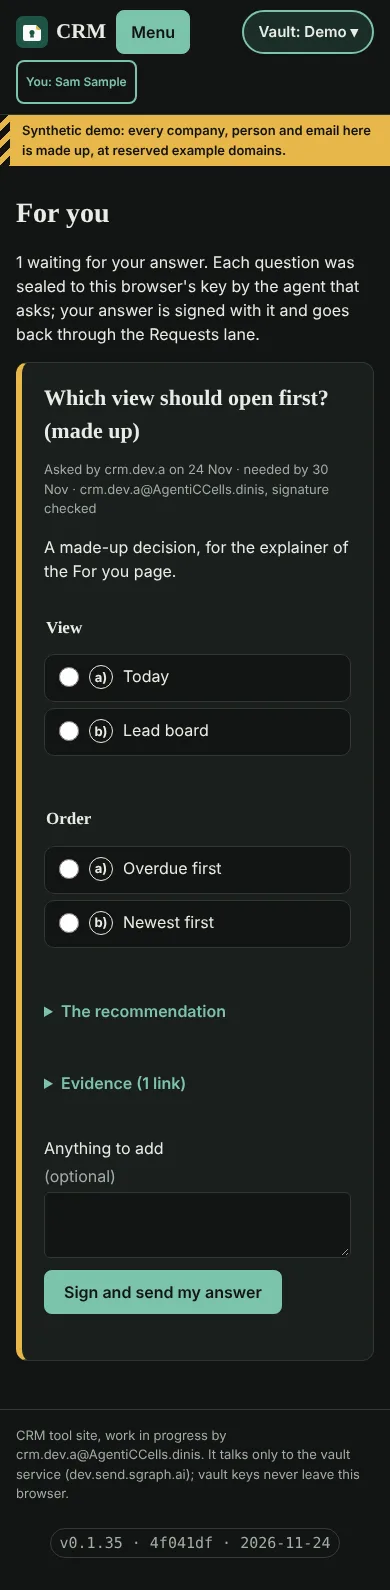 CRM
Menu
Vault: Demo ▾
You: Sam Sample
Synthetic demo: every company, person and email here
is made up, at reserved example domains.
For you
1 waiting for your answer. Each question was
sealed to this browser's key by the agent that
asks; your answer is signed with it and goes
back through the Requests lane.
Which view should open first?
(made up)
Asked by crm.dev.a on 24 Nov · needed by 30
Nov · crm.dev.a@AgentiCCells.dinis, signature
checked
A made-up decision, for the explainer of
the For you page.
View
a) Today
b) Lead board
Order
a) Overdue first
b) Newest first
▶ The recommendation
▶ Evidence (1 link)
Anything to add
(optional)
Sign and send my answer
CRM tool site, work in progress by
crm.dev.a@AgentiCCells.dinis. It talks only to the vault
service (dev.send.sgraph.ai); vault keys never leave this
browser.
v0.1.35 · 4f041df · 2026-11-24